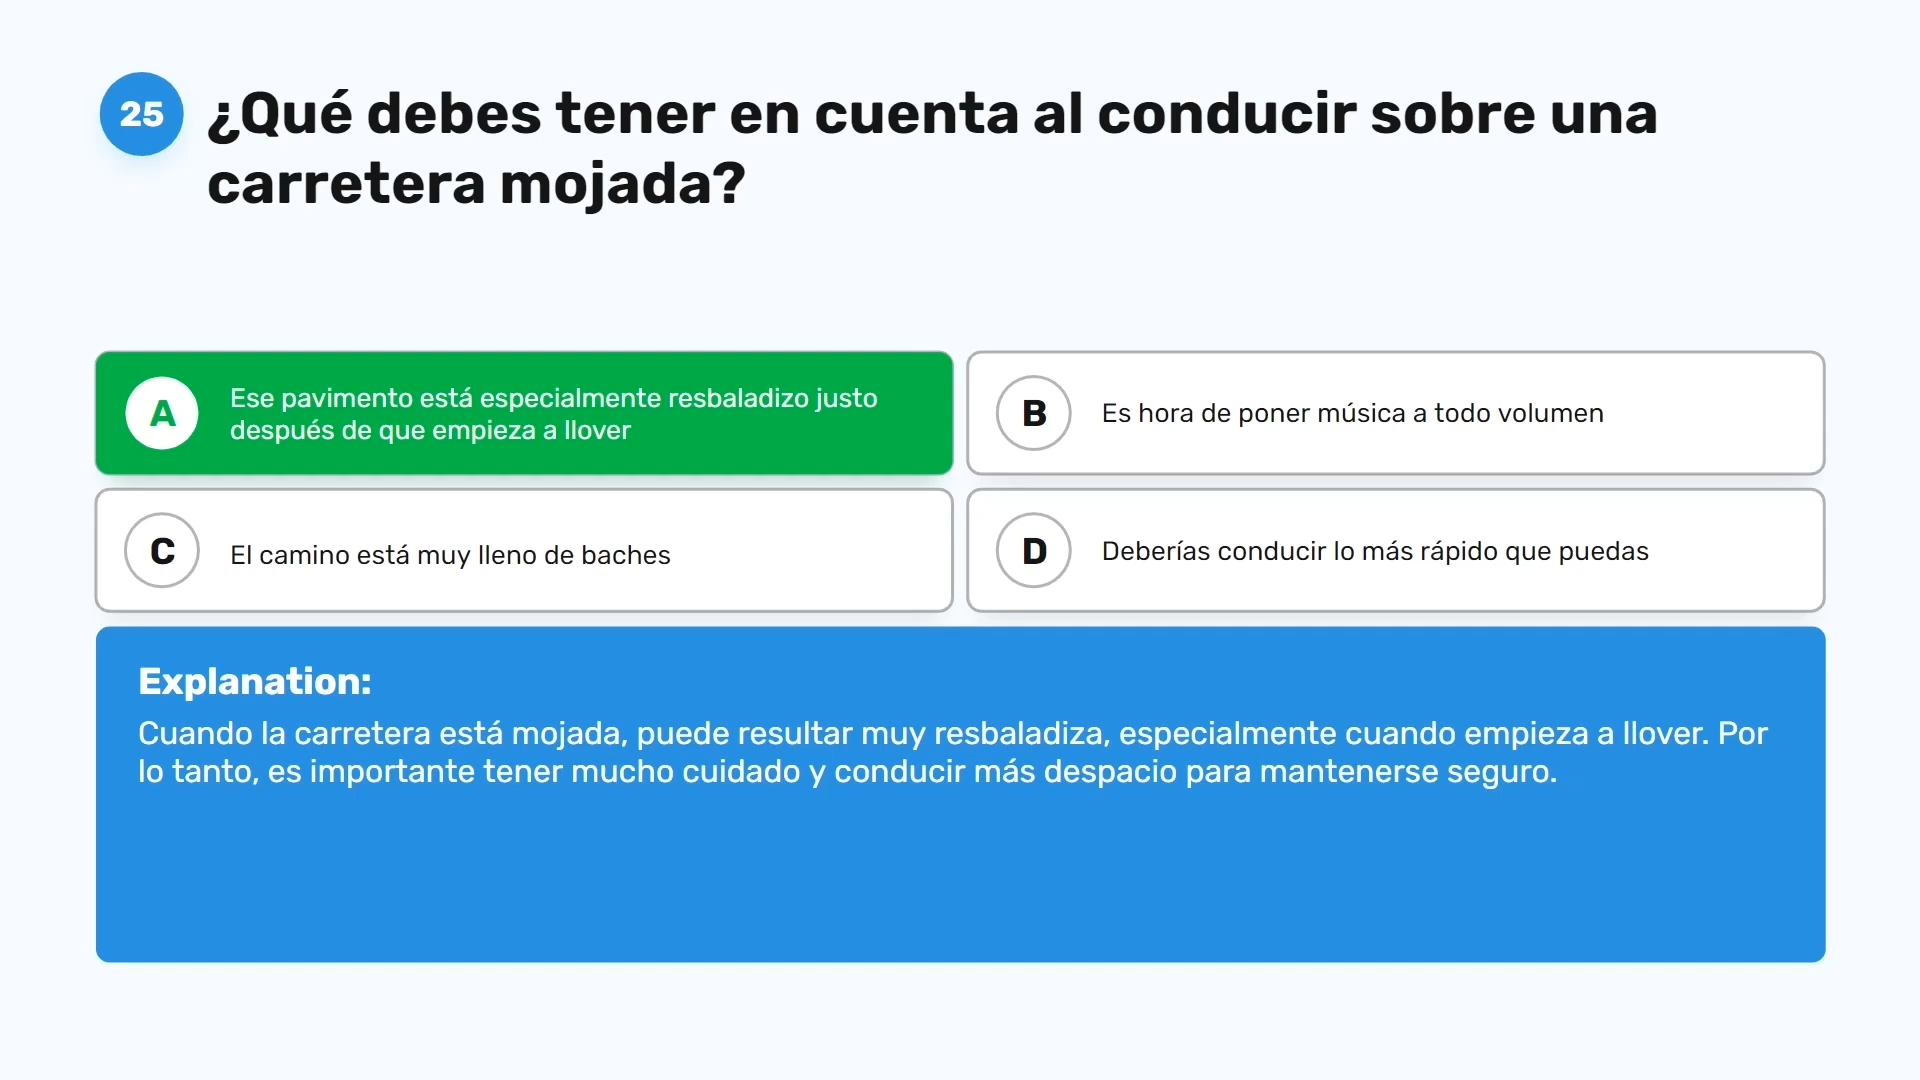 25
¿Qué debes tener en cuenta al conducir sobre una
carretera mojada?
A
Ese pavimento está especialmente resbaladizo justo
después de que empieza a llover
B
Es hora de poner música a todo volumen
C
El camino está muy lleno de baches
D
Deberías conducir lo más rápido que puedas
Explanation:
Cuando la carretera está mojada, puede resultar muy resbaladiza, especialmente cuando empieza a llover. Por
lo tanto, es importante tener mucho cuidado y conducir más despacio para mantenerse seguro.